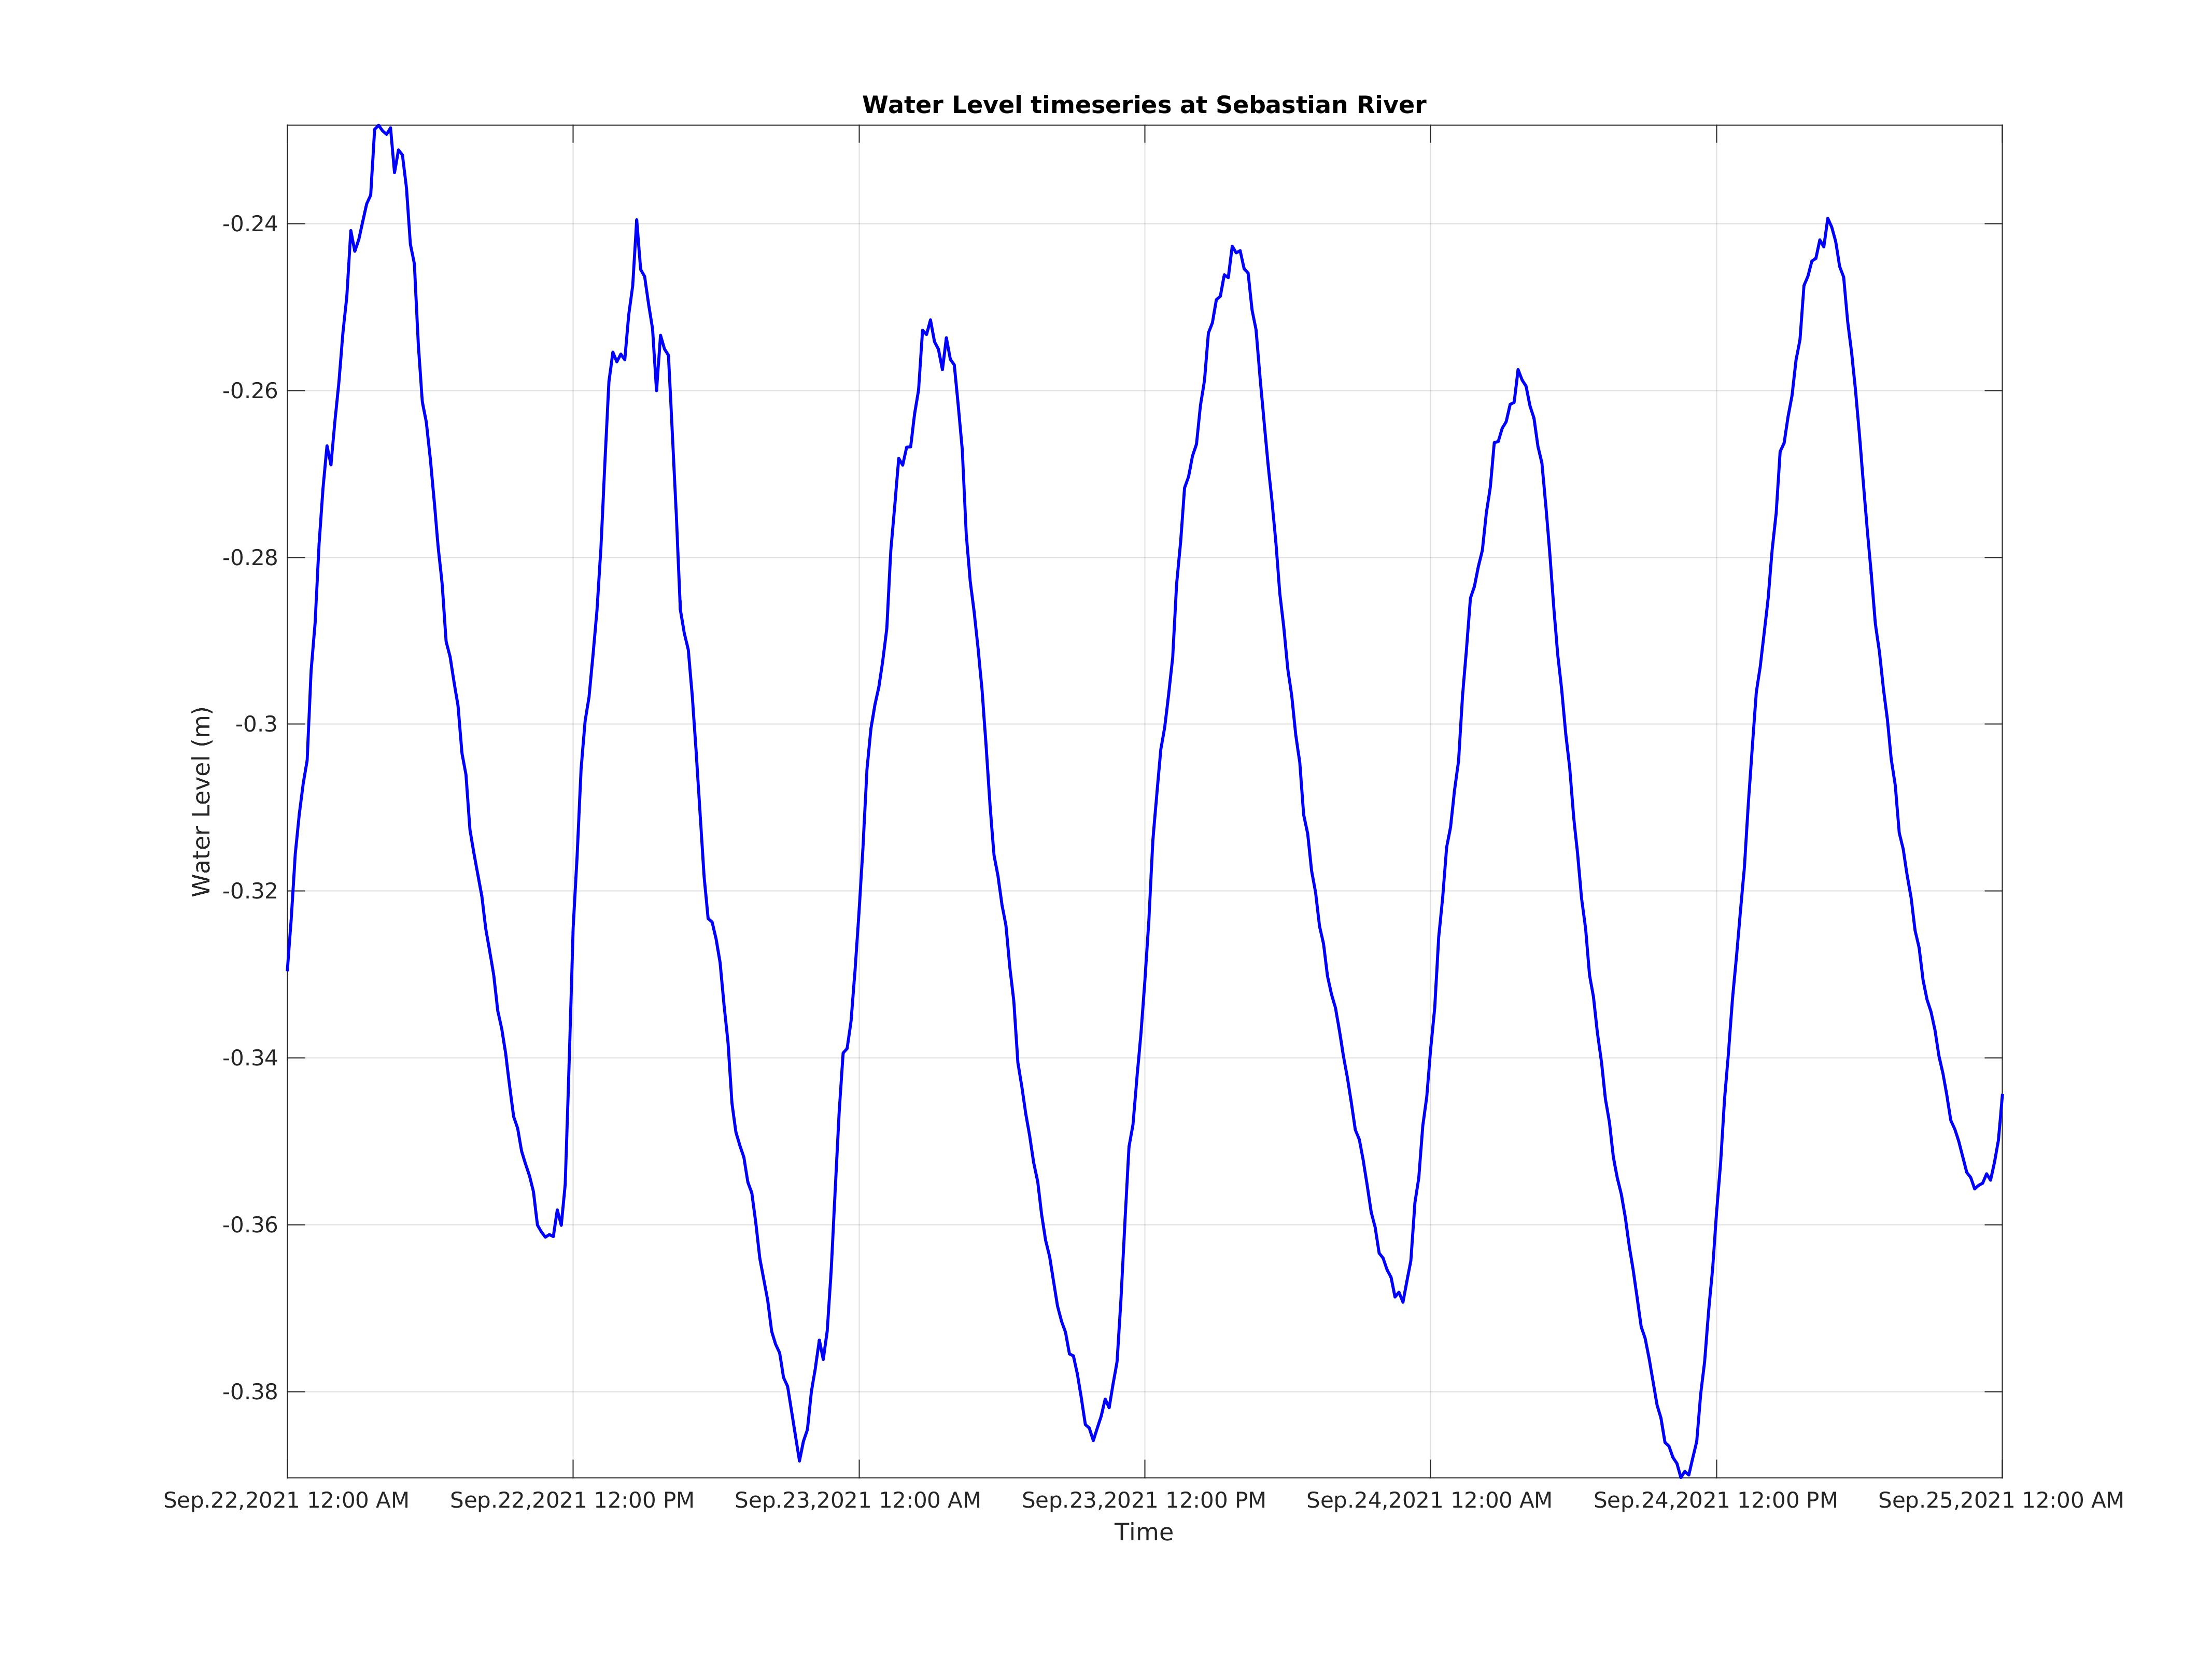 Water Level timeseries at Sebastian River
-0.24
-0.26
-0.28
-0.3
-0.32
-0.34
-0.36
-0.38
Water Level (m)
Sep.22,2021 12:00 AM
Sep.22,2021 12:00 PM
Sep.23,2021 12:00 AM
Sep.23,2021 12:00 PM
Sep.24,2021 12:00 AM
Sep.24,2021 12:00 PM
Sep.25,2021 12:00 AM
Time